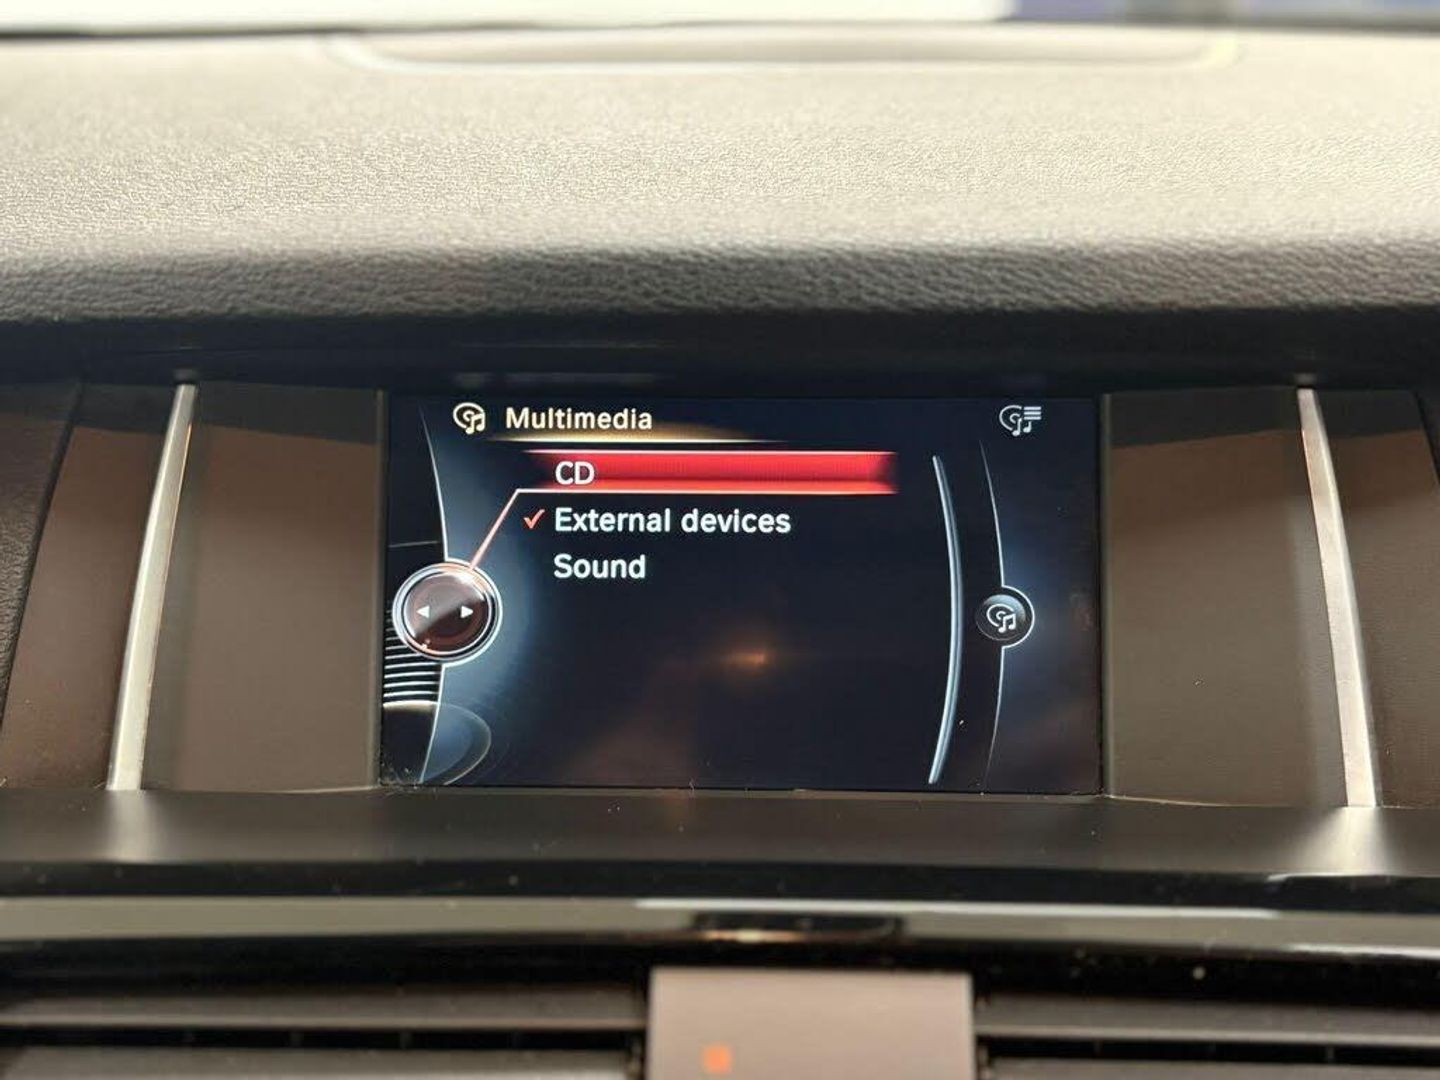 Multimedia
CD
✓ External devices
Sound